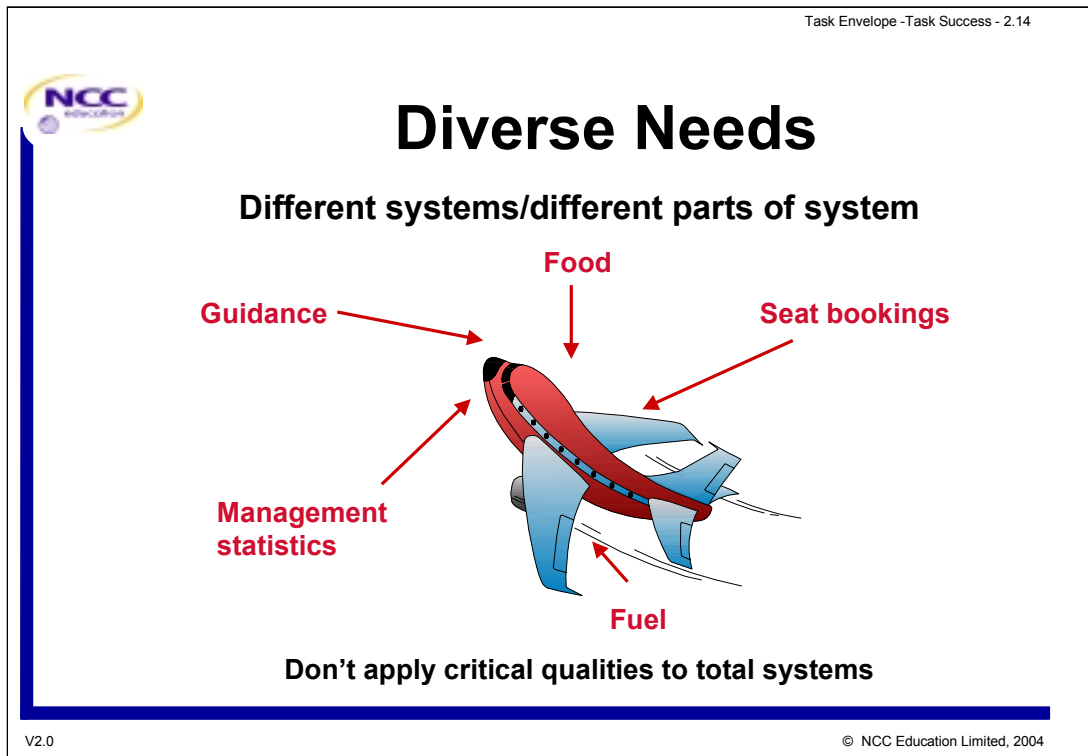 Task Envelope -Task Success - 2.14
NCC
education
Diverse Needs
Different systems/different parts of system
Food
Guidance
Seat bookings
Management
statistics
Fuel
Don't apply critical qualities to total systems
V2.0
© NCC Education Limited, 2004